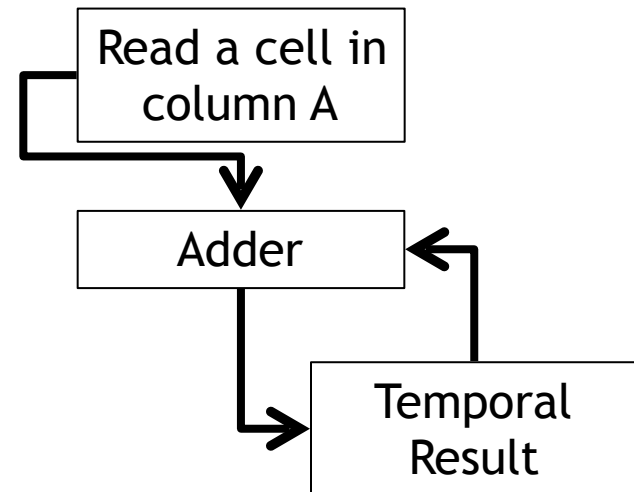 Read a cell in
column A
Adder
Temporal
Result